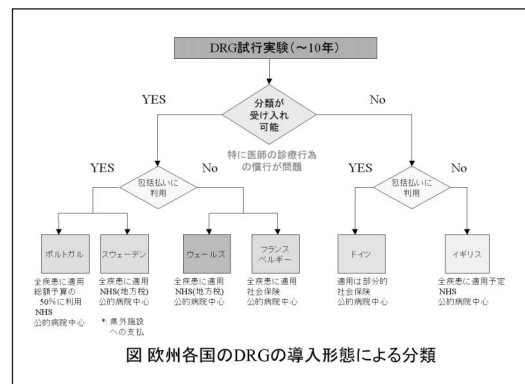 DRG試行実験(～10年)
YES
No
分類が
受け入れ
可能
特に医師の診療行為
の慣行が問題
YES
No
YES
No
包括払いに
利用
包括払いに
利用
ポルトガル
スウェーデン
ウェールズ
フランス
ベルギー
ドイツ
イギリス
全疾患に適用
総額予算の
50%に利用
NHS
公的病院中心
全疾患に適用
NHS(地方税)
公的病院中心
*: 県外施設
への支払
全疾患に適用
NHS(地方税)
公的病院中心
全疾患に適用
社会保険
公的病院中心
適用は部分的
社会保険
公的病院中心
全疾患に適用予定
NHS
公的病院中心
図 欧州各国のDRGの導入形態による分類